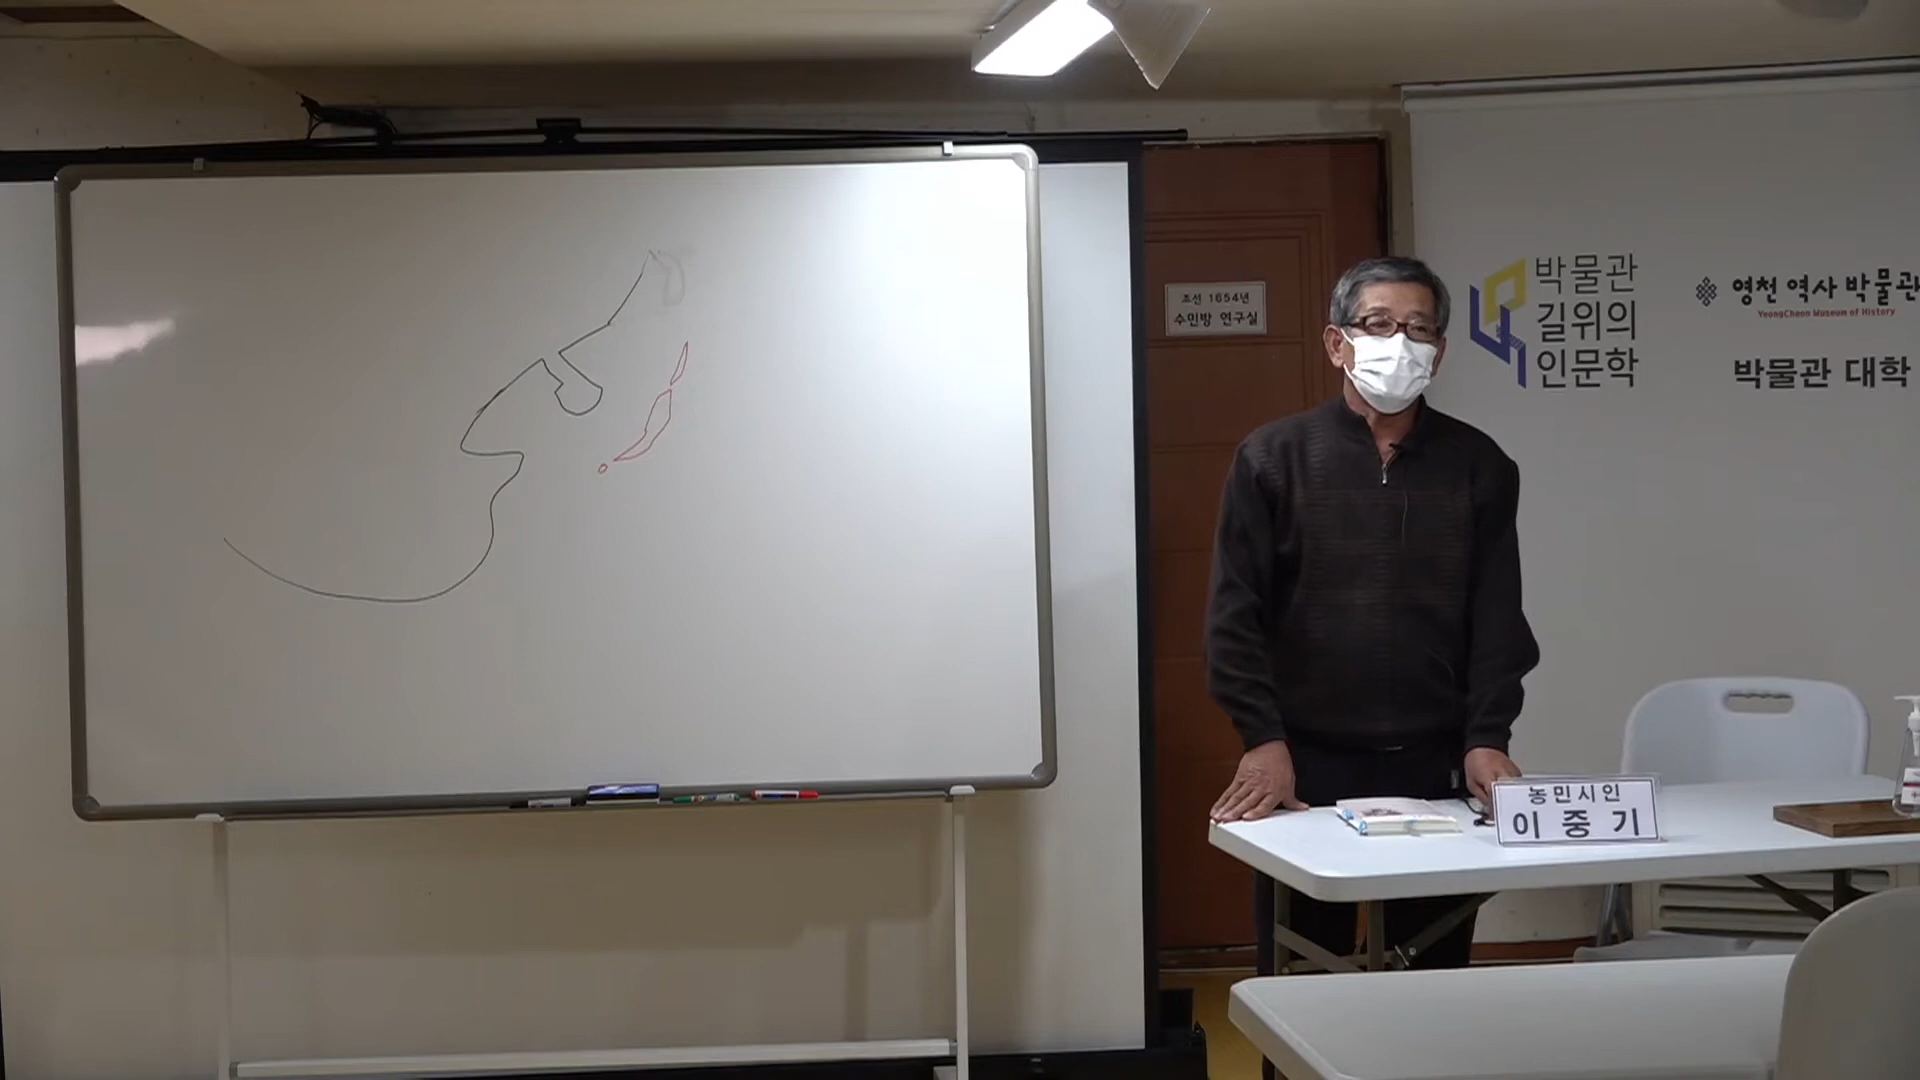 조선 1654년
수민방 연구실
박물관
길위의
인문학
영천 역사 박물관
YeongCheon Museum of History
박물관 대학
농민시인
이 중 기